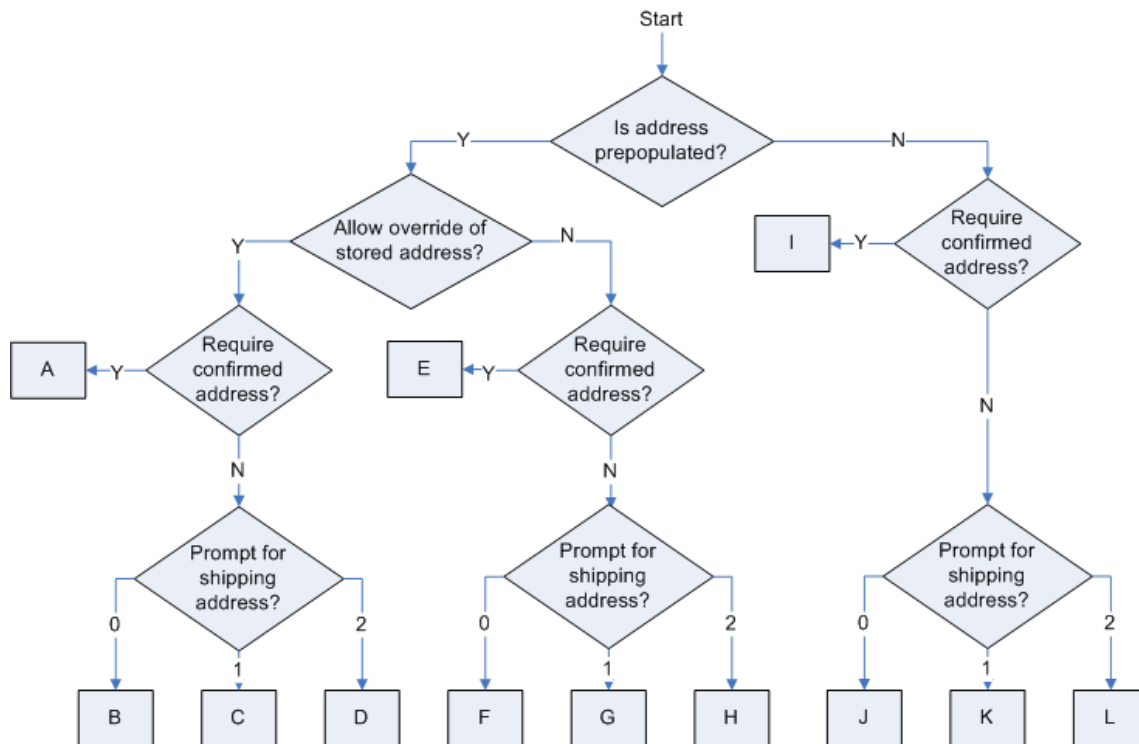 Start
Is address
prepopulated?
Y
N
Allow override of
stored address?
Require
confirmed
address?
I
Y
Y
N
Require
confirmed
address?
A
Y
Require
confirmed
address?
E
Y
N
N
N
Prompt for
shipping
address?
Prompt for
shipping
address?
Prompt for
shipping
address?
0
1
2
0
1
2
0
1
2
B
C
D
F
G
H
J
K
L